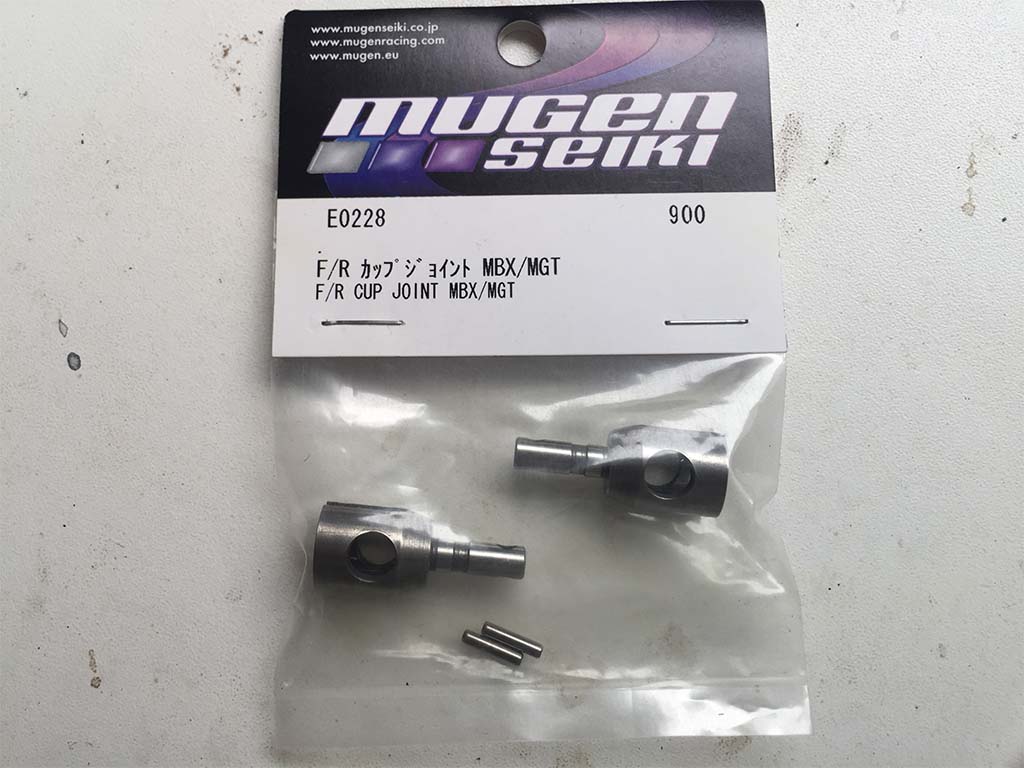 www.mugenseiki.co.jp
www.mugenracing.com
www.mugen.eu
mugen
seiki
E0228 900
F/R カップジョイント MBX/MGT
F/R CUP JOINT MBX/MGT